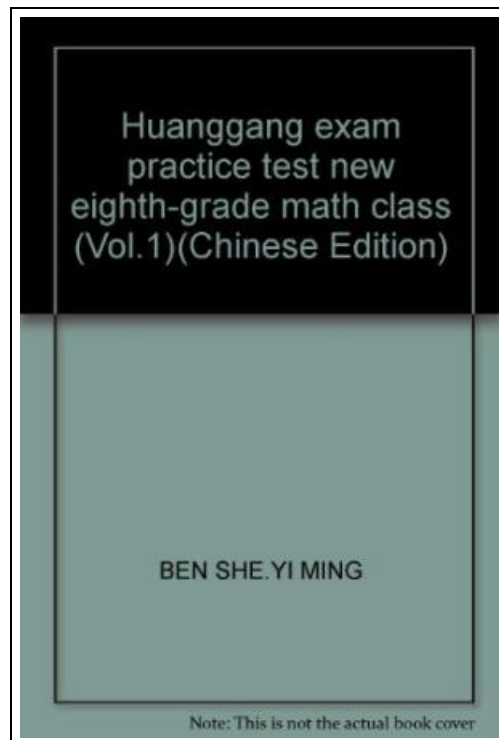 Huanggang exam
practice test new
eighth-grade math class
(Vol.1)(Chinese Edition)
BEN SHE.YI MING
Note: This is not the actual book cover